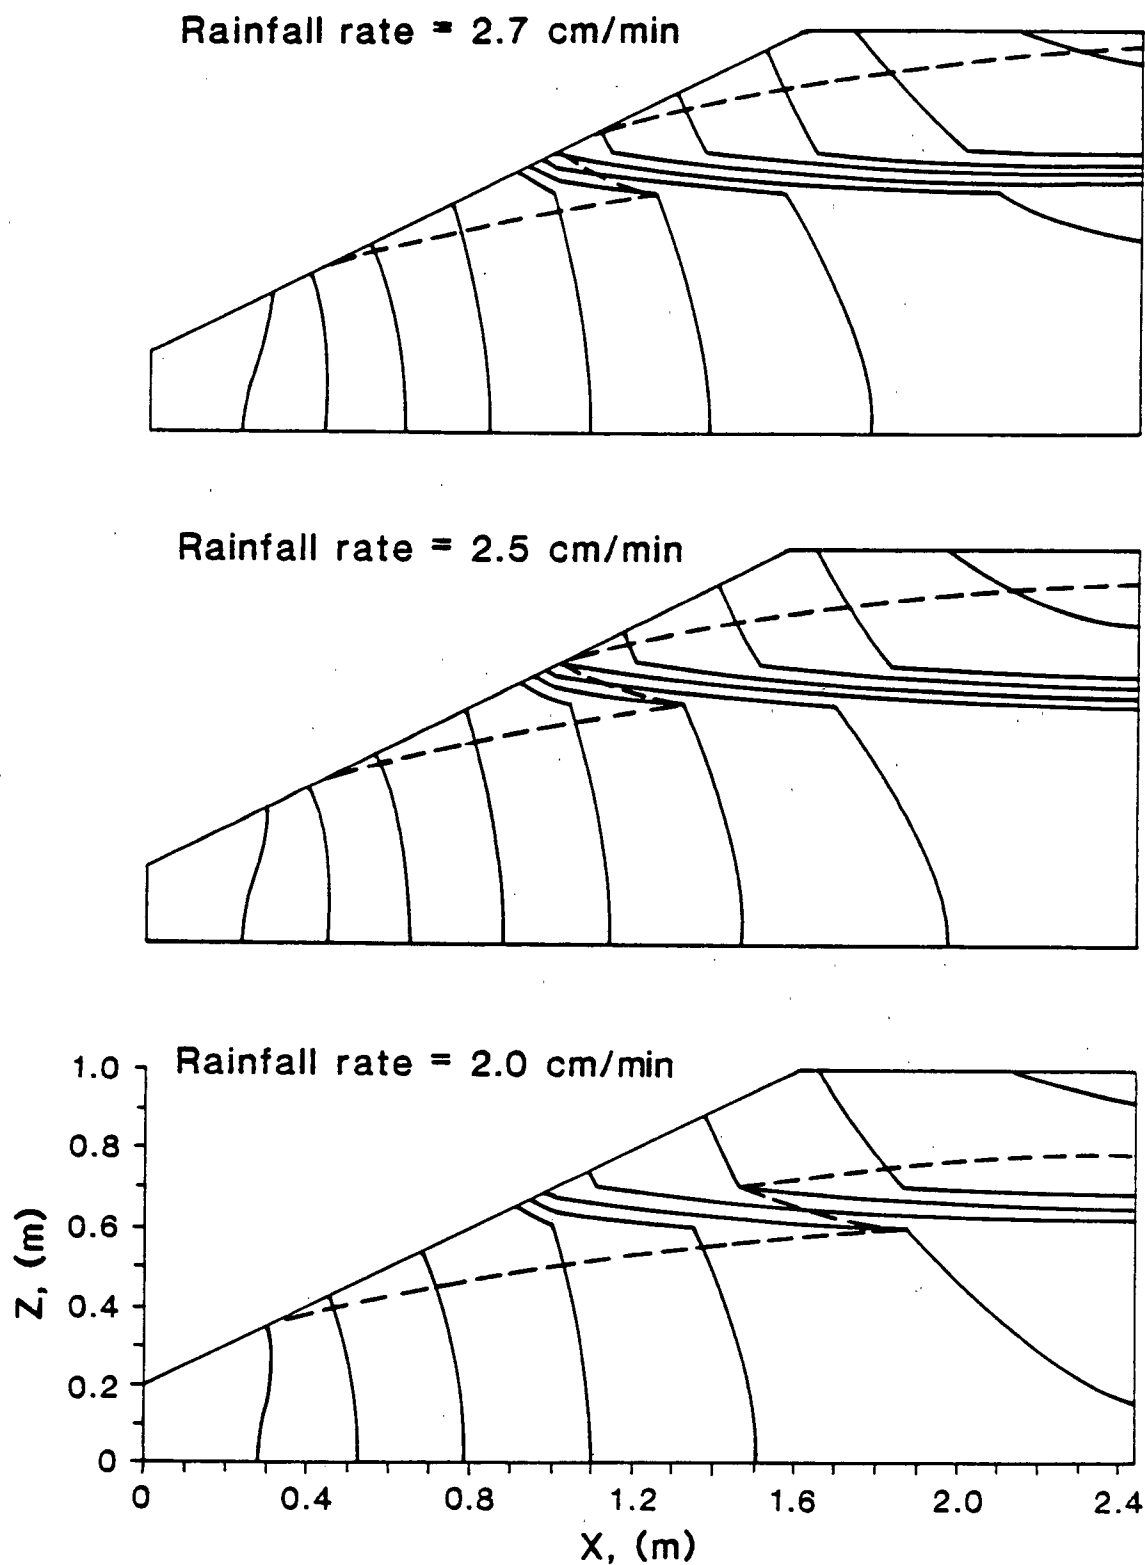 Rainfall rate = 2.7 cm/min
Rainfall rate = 2.5 cm/min
Rainfall rate = 2.0 cm/min
1.0
0.8
0.6
0.4
0.2
0
Z, (m)
0 0.4 0.8 1.2 1.6 2.0 2.4
X, (m)